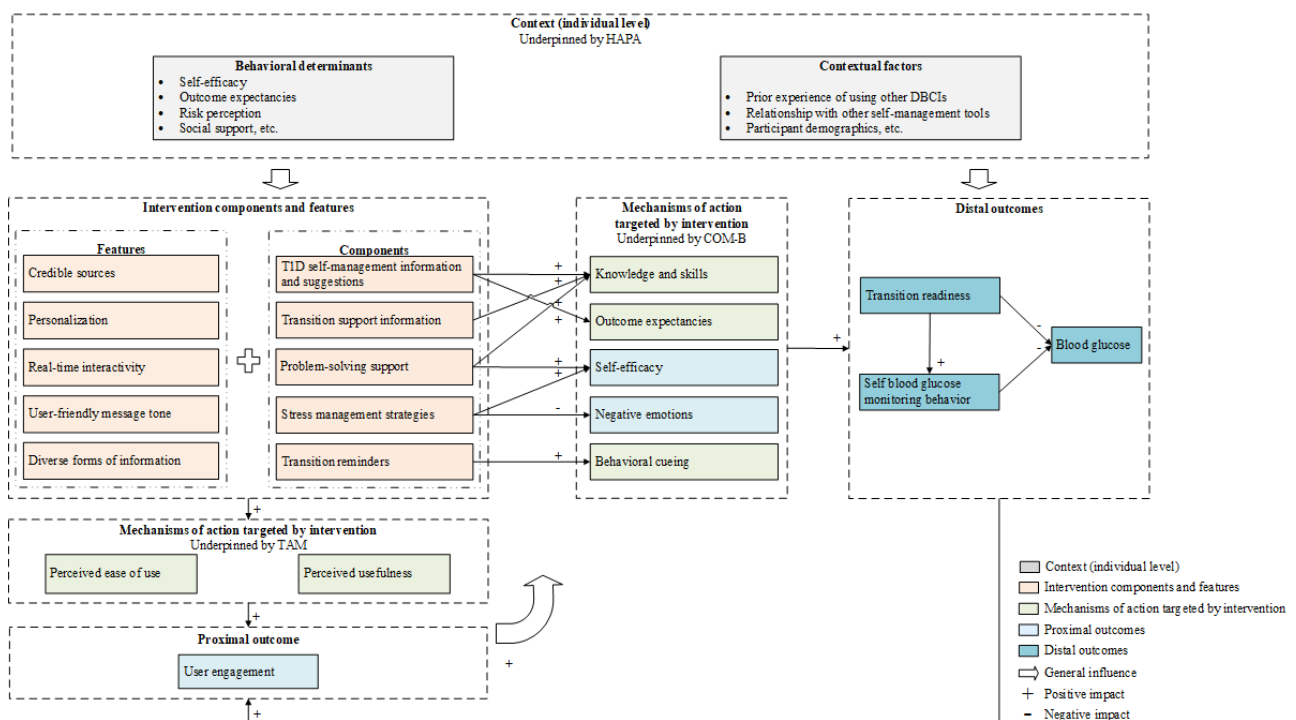 Context (individual level)
Underpinned by HAPA
Behavioral determinants
• Self-efficacy
• Outcome expectancies
• Risk perception
• Social support, etc.
Contextual factors
• Prior experience of using other DBCIs
• Relationship with other self-management tools
• Participant demographics, etc.
Intervention components and features
Features
Credible sources
Personalization
Real-time interactivity
User-friendly message tone
Diverse forms of information
Components
T1D self-management information
and suggestions
Transition support information
Problem-solving support
Stress management strategies
Transition reminders
+
+
+
+
+
+
-
+
Mechanisms of action
targeted by intervention
Underpinned by COM-B
Knowledge and skills
Outcome expectancies
Self-efficacy
Negative emotions
Behavioral cueing
+
Distal outcomes
Transition readiness
-
-
Blood glucose
+
Self blood glucose
monitoring behavior
+
Mechanisms of action targeted by intervention
Underpinned by TAM
Perceived ease of use
Perceived usefulness
+
Proximal outcome
User engagement
+
+
Context (individual level)
Intervention components and features
Mechanisms of action targeted by intervention
Proximal outcomes
Distal outcomes
General influence
+ Positive impact
- Negative impact